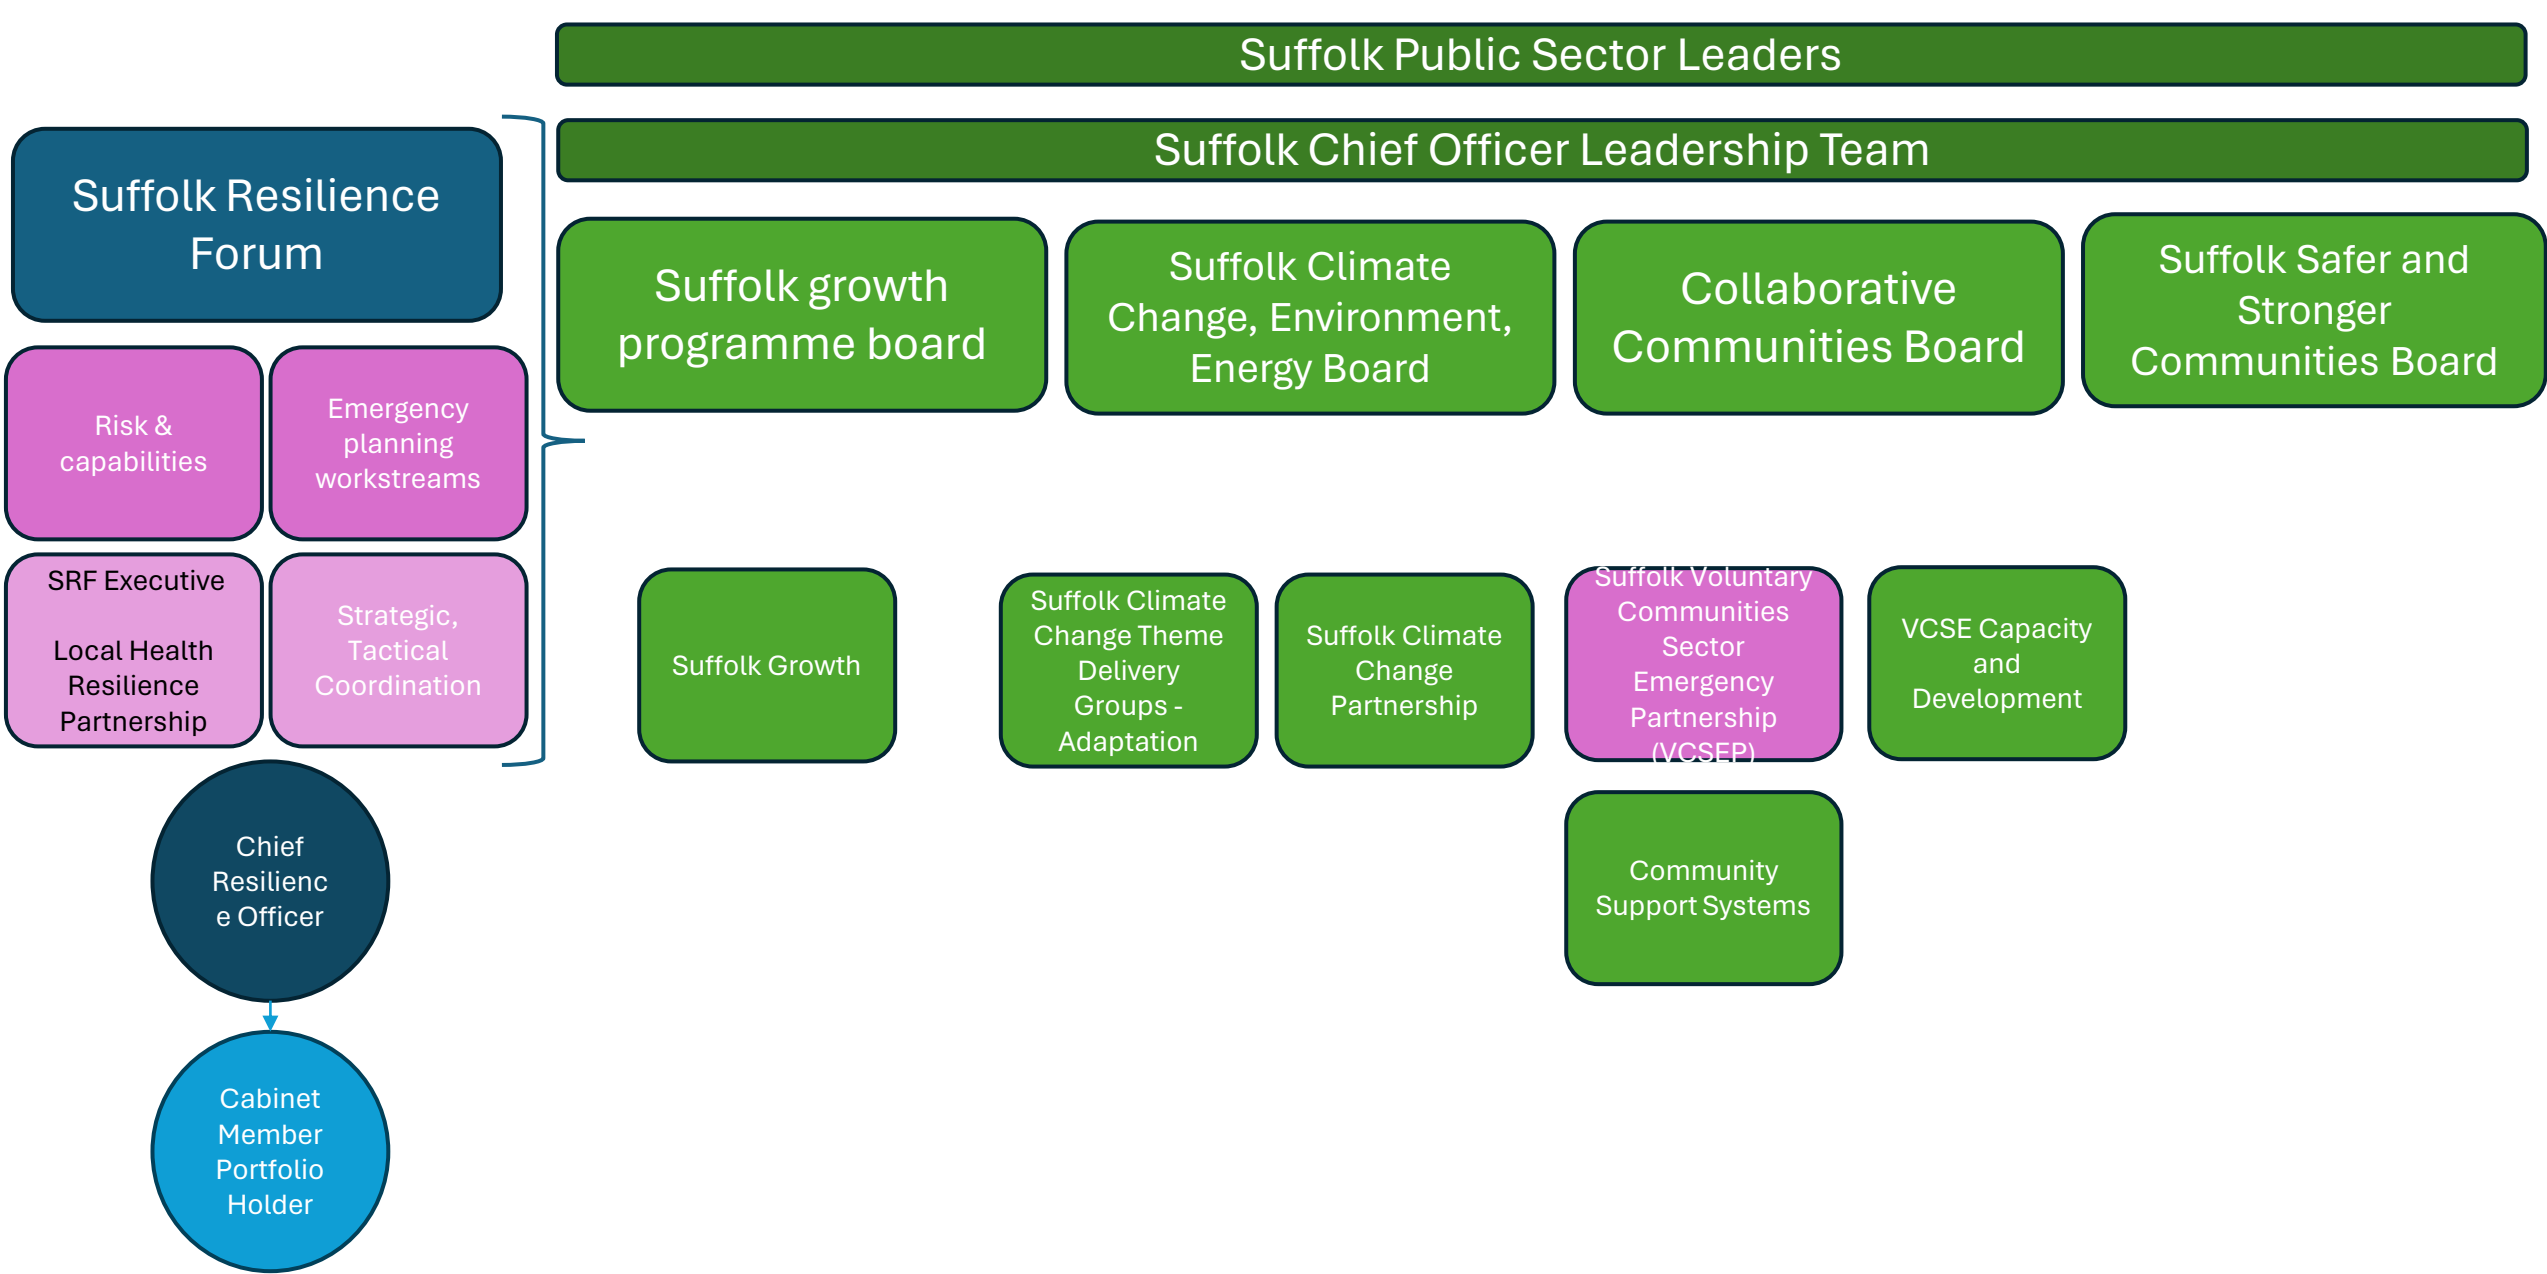 Suffolk Public Sector Leaders
Suffolk Chief Officer Leadership Team
Suffolk Resilience
Forum
Suffolk growth
programme board
Suffolk Climate
Change, Environment,
Energy Board
Collaborative
Communities Board
Suffolk Safer and
Stronger
Communities Board
Risk &
capabilities
Emergency
planning
workstreams
SRF Executive
Local Health
Resilience
Partnership
Strategic,
Tactical
Coordination
Suffolk Growth
Suffolk Climate
Change Theme
Delivery
Groups -
Adaptation
Suffolk Climate
Change
Partnership
Suffolk Voluntary
Communities
Sector
Emergency
Partnership
(VCSEP)
VCSE Capacity
and
Development
Community
Support Systems
Chief
Resilienc
e Officer
Cabinet
Member
Portfolio
Holder